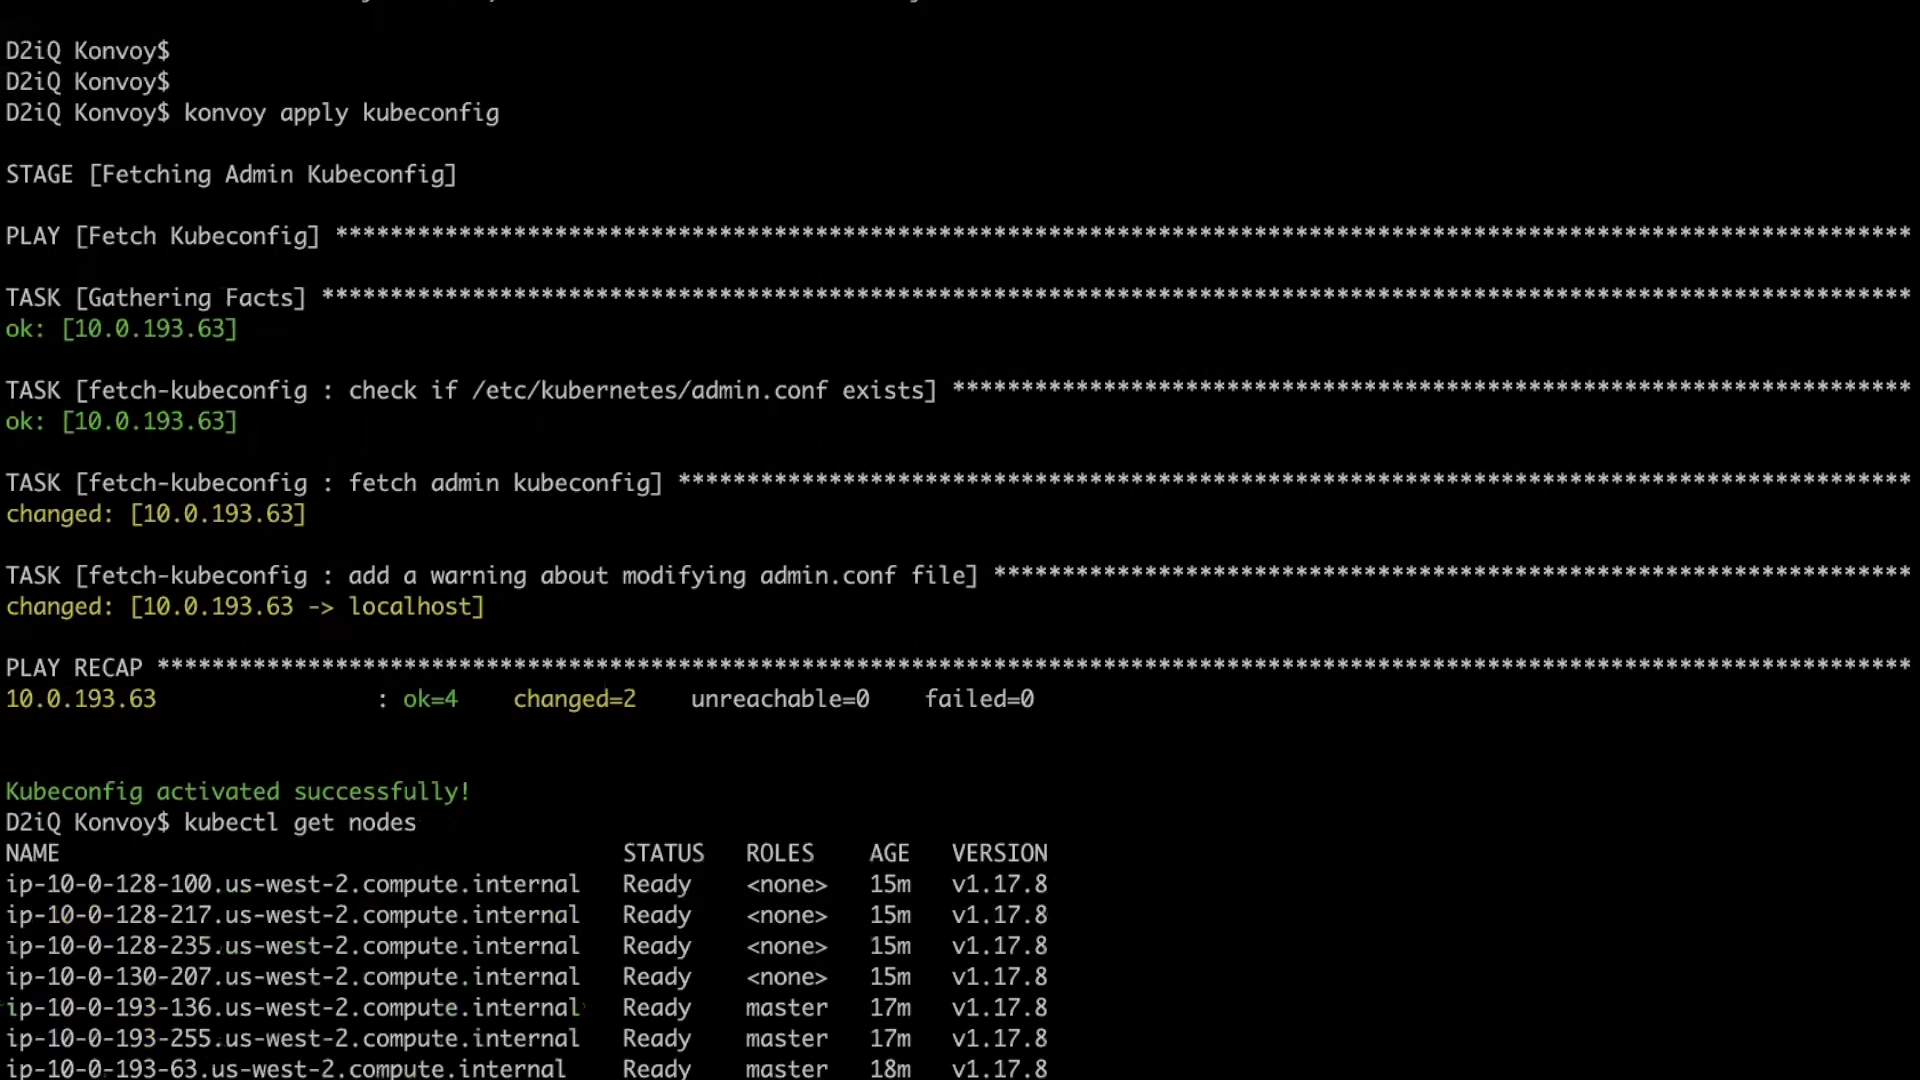 D2iQ Konvoy$
D2iQ Konvoy$
D2iQ Konvoy$ konvoy apply kubeconfig
STAGE [Fetching Admin Kubeconfig]
PLAY [Fetch Kubeconfig] *******************************************************************************************************************
TASK [Gathering Facts] ********************************************************************************************************************
ok: [10.0.193.63]
TASK [fetch-kubeconfig : check if /etc/kubernetes/admin.conf exists] **********************************************************************
ok: [10.0.193.63]
TASK [fetch-kubeconfig : fetch admin kubeconfig] ******************************************************************************************
changed: [10.0.193.63]
TASK [fetch-kubeconfig : add a warning about modifying admin.conf file] *******************************************************************
changed: [10.0.193.63 -> localhost]
PLAY RECAP ********************************************************************************************************************************
10.0.193.63                : ok=4    changed=2    unreachable=0    failed=0
Kubeconfig activated successfully!
D2iQ Konvoy$ kubectl get nodes
NAME                                         STATUS   ROLES    AGE   VERSION
ip-10-0-128-100.us-west-2.compute.internal   Ready    <none>   15m   v1.17.8
ip-10-0-128-217.us-west-2.compute.internal   Ready    <none>   15m   v1.17.8
ip-10-0-128-235.us-west-2.compute.internal   Ready    <none>   15m   v1.17.8
ip-10-0-130-207.us-west-2.compute.internal   Ready    <none>   15m   v1.17.8
ip-10-0-193-136.us-west-2.compute.internal   Ready    master   17m   v1.17.8
ip-10-0-193-255.us-west-2.compute.internal   Ready    master   17m   v1.17.8
ip-10-0-193-63.us-west-2.compute.internal    Ready    master   18m   v1.17.8